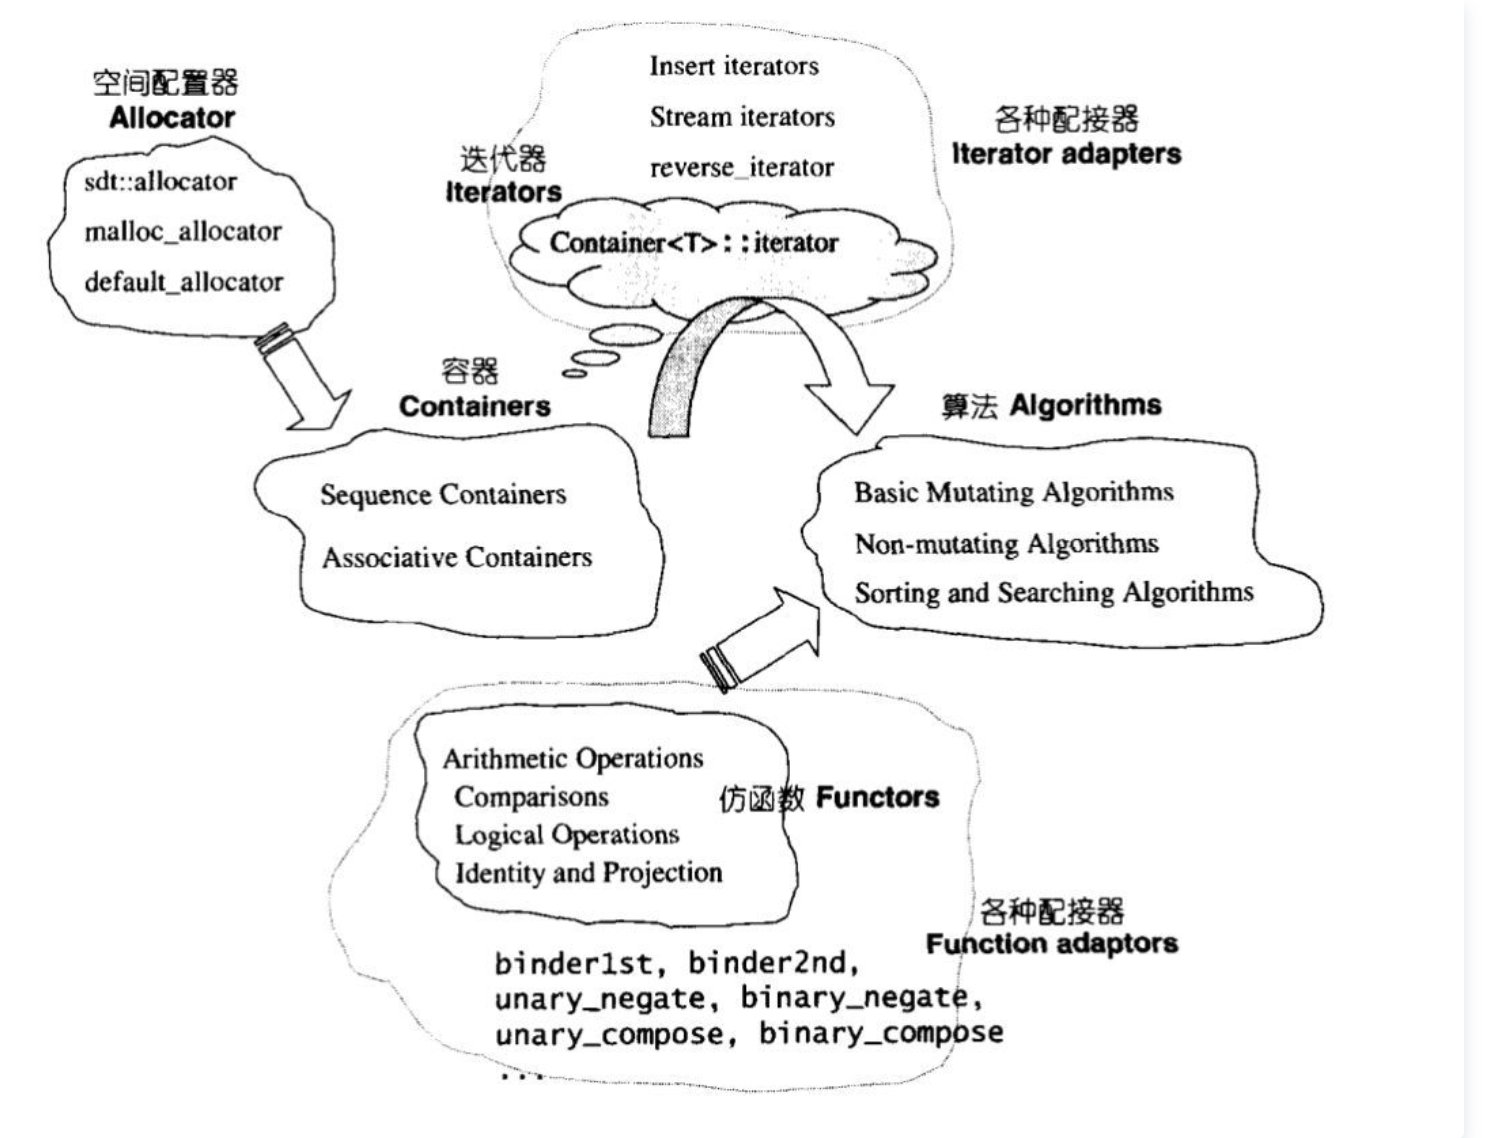 空间配置器
Allocator
sdt::allocator
malloc_allocator
default_allocator
Insert iterators
Stream iterators
reverse_iterator
迭代器
Iterators
各种配接器
Iterator adapters
Container<T>::iterator
容器
Containers
Sequence Containers
Associative Containers
算法 Algorithms
Basic Mutating Algorithms
Non-mutating Algorithms
Sorting and Searching Algorithms
Arithmetic Operations
Comparisons
Logical Operations
Identity and Projection
仿函数 Functors
各种配接器
Function adaptors
binder1st, binder2nd,
unary_negate, binary_negate,
unary_compose, binary_compose
...